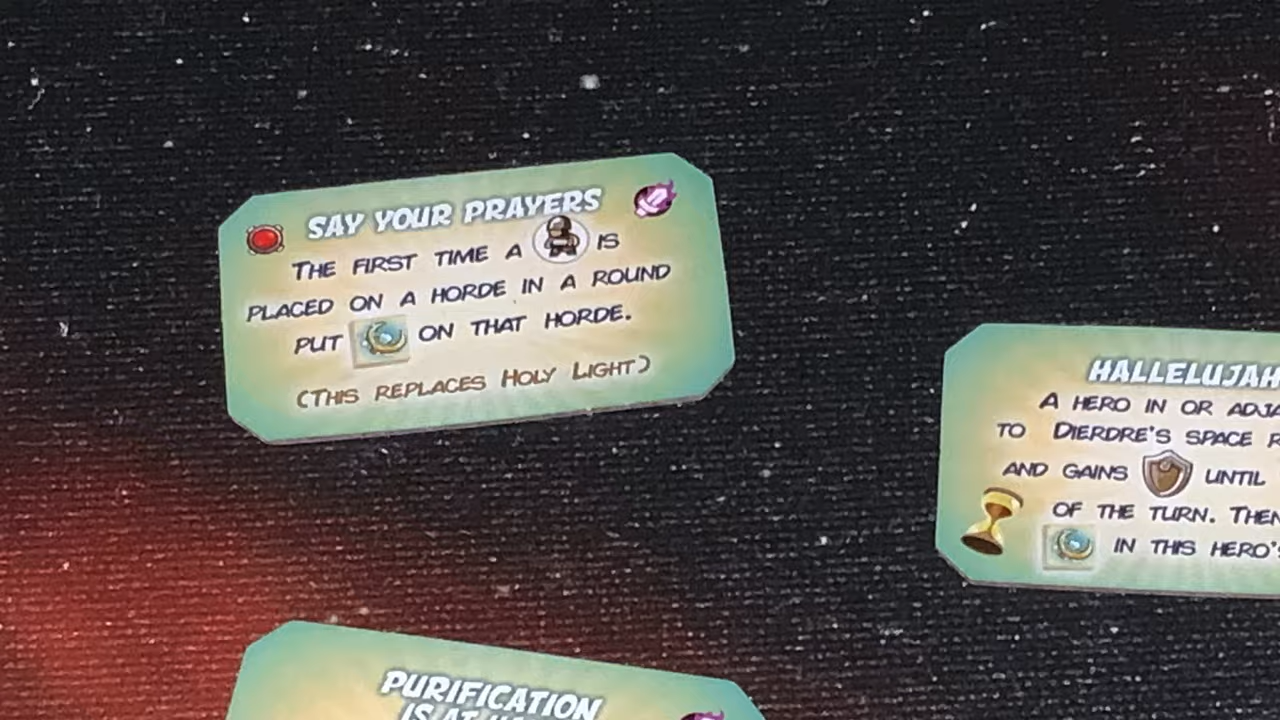 SAY YOUR PRAYERS
THE FIRST TIME A IS
PLACED ON A HORDE IN A ROUND
PUT ON THAT HORDE.
(THIS REPLACES HOLY LIGHT)
HALLELUJAH
A HERO IN OR
TO DIERDRE'S SPACE
AND GAINS UNTIL
OF THE TURN. THEN
IN THIS HERO'S
PURIFICATION
IS AT